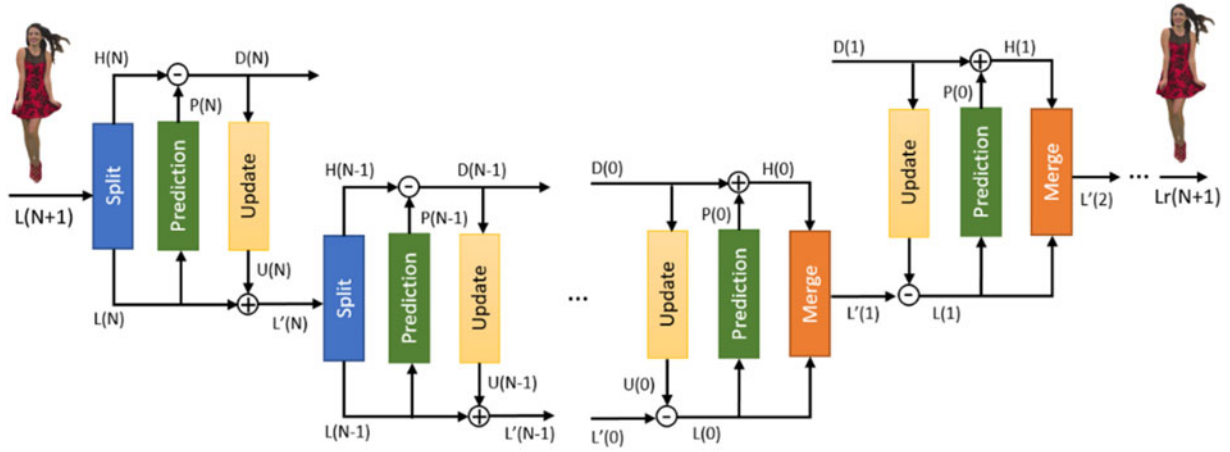 L(N+1)
Split
H(N)
L(N)
Prediction
P(N)
D(N)
Update
U(N)
L'(N)
Split
H(N-1)
L(N-1)
Prediction
P(N-1)
D(N-1)
Update
U(N-1)
L'(N-1)
...
D(0)
L'(0)
Update
U(0)
L(0)
Prediction
P(0)
H(0)
Merge
L'(1)
D(1)
Update
L(1)
Prediction
P(0)
H(1)
Merge
L'(2)
...
Lr(N+1)